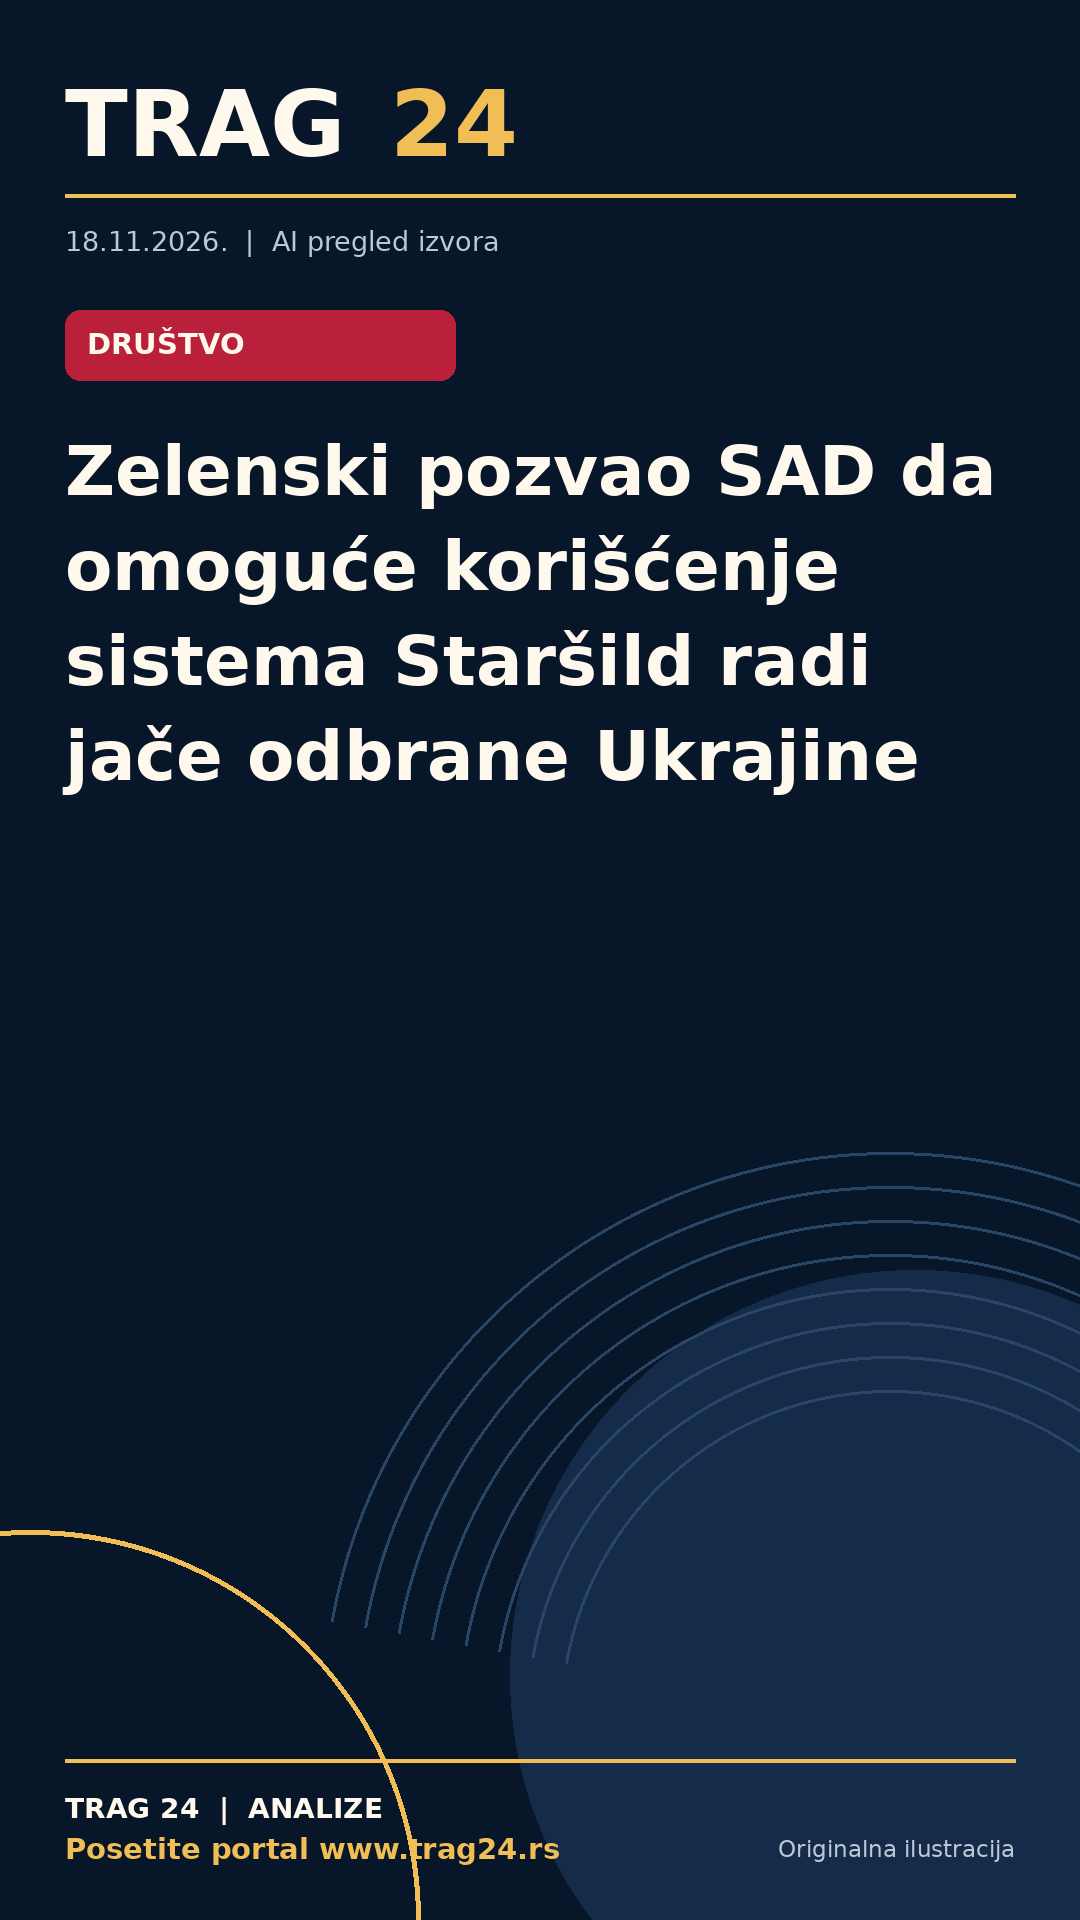 TRAG 24
18.11.2026. | AI pregled izvora
DRUŠTVO
Zelenski pozvao SAD da
omoguće korišćenje
sistema Staršild radi
jače odbrane Ukrajine
TRAG 24 | ANALIZE
Posetite portal www.trag24.rs
Originalna ilustracija